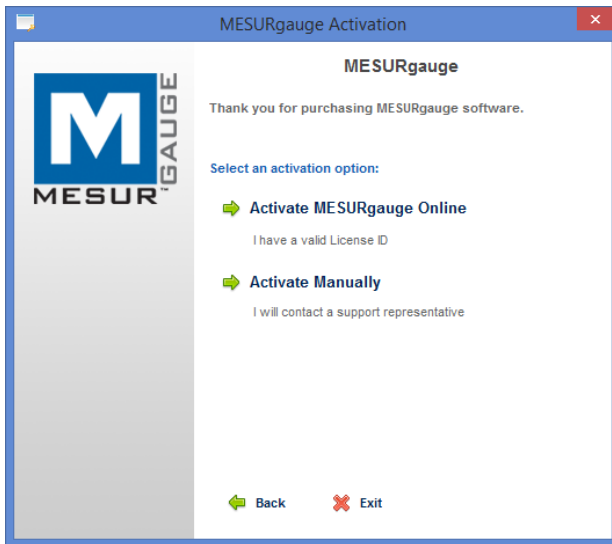 MESURgauge Activation
M
GAUGE
MESUR™
MESURgauge
Thank you for purchasing MESURgauge software.
Select an activation option:
Activate MESURgauge Online
I have a valid License ID
Activate Manually
I will contact a support representative
Back
Exit